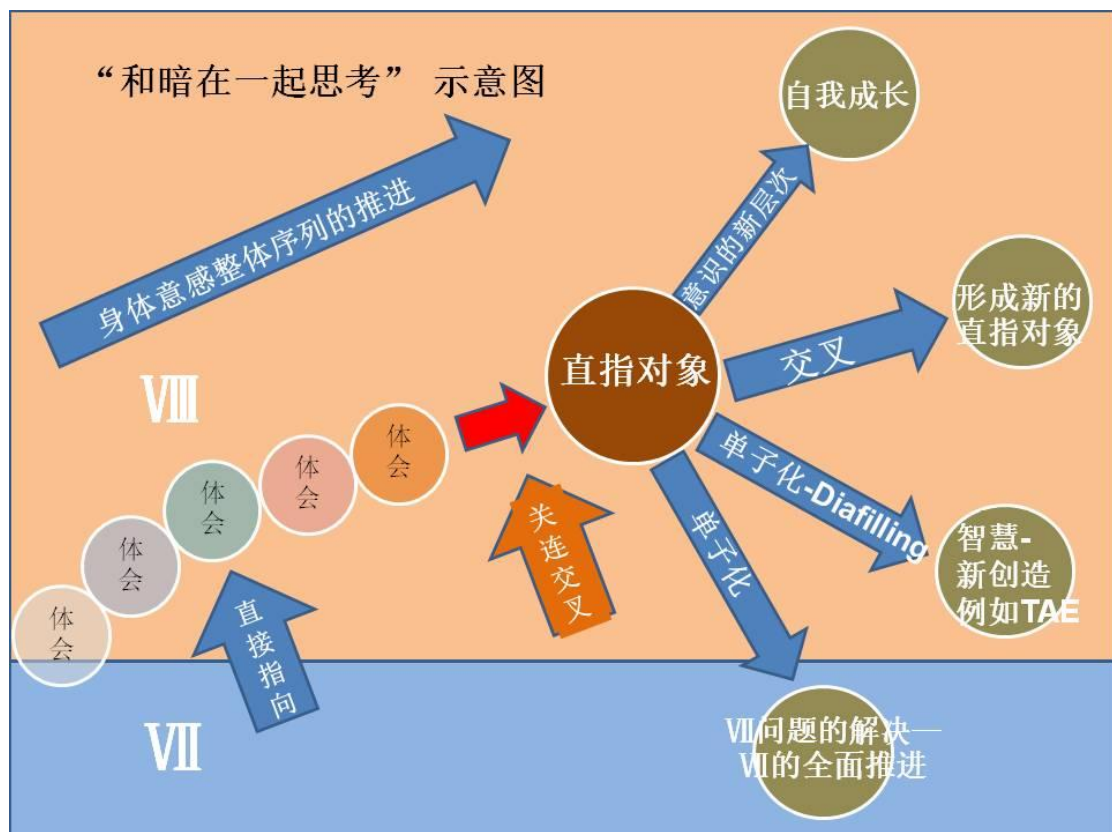 “和暗在一起思考” 示意图
自我成长
身体意感整体序列的推进
意识的新层次
形成新的
直指对象
直指对象
交叉
Ⅷ
体会
体会
体会
体会
体会
关连交叉
单子化-Diafilling
单子化
智慧-
新创造
例如TAE
直接指向
Ⅶ
Ⅶ问题的解决—
Ⅶ的全面推进